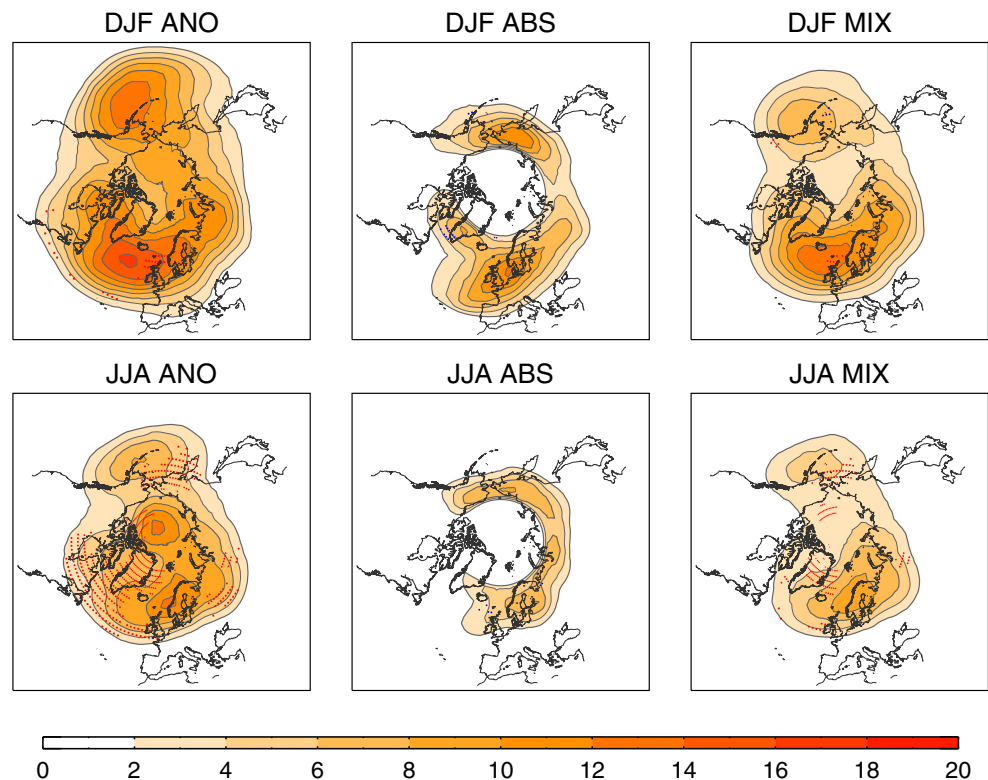 DJF ANO
DJF ABS
DJF MIX
JJA ANO
JJA ABS
JJA MIX
0 2 4 6 8 10 12 14 16 18 20